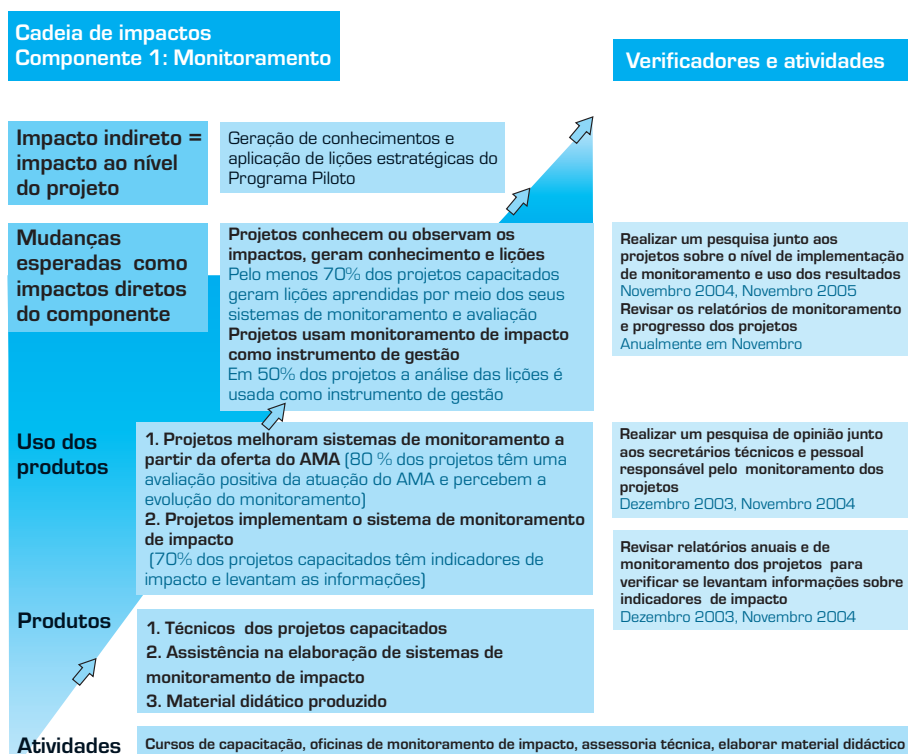 Cadeia de impactos
Componente 1: Monitoramento
Verificadores e atividades
Impacto indireto =
impacto ao nível
do projeto
Geração de conhecimentos e
aplicação de lições estratégicas do
Programa Piloto
Mudanças
esperadas como
impactos diretos
do componente
Projetos conhecem ou observam os
impactos, geram conhecimento e lições
Pelo menos 70% dos projetos capacitados
geram lições aprendidas por meio dos seus
sistemas de monitoramento e avaliação
Projetos usam monitoramento de impacto
como instrumento de gestão
Em 50% dos projetos a análise das lições é
usada como instrumento de gestão
Realizar um pesquisa junto aos
projetos sobre o nível de implementação
de monitoramento e uso dos resultados
Novembro 2004, Novembro 2005
Revisar os relatórios de monitoramento
e progresso dos projetos
Anualmente em Novembro
Uso dos
produtos
1. Projetos melhoram sistemas de monitoramento a
partir da oferta do AMA (80 % dos projetos têm uma
avaliação positiva da atuação do AMA e percebem a
evolução do monitoramento)
2. Projetos implementam o sistema de monitoramento
de impacto
(70% dos projetos capacitados têm indicadores de
impacto e levantam as informações)
Realizar um pesquisa de opinião junto
aos secretários técnicos e pessoal
responsável pelo monitoramento dos
projetos
Dezembro 2003, Novembro 2004
Revisar relatórios anuais e de
monitoramento dos projetos para
verificar se levantam informações sobre
indicadores de impacto
Dezembro 2003, Novembro 2004
Produtos
1. Técnicos dos projetos capacitados
2. Assistência na elaboração de sistemas de
monitoramento de impacto
3. Material didático produzido
Atividades
Cursos de capacitação, oficinas de monitoramento de impacto, assessoria técnica, elaborar material didáctico